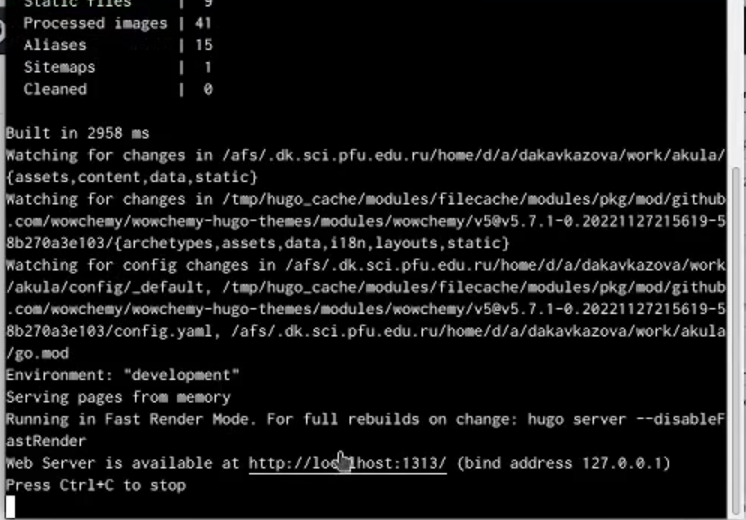 Static files | 9
Processed images | 41
Aliases | 15
Sitemaps | 1
Cleaned | 0
Built in 2958 ms
Watching for changes in /afs/.dk.sci.pfu.edu.ru/home/d/a/dakavkazova/work/akula/
{assets,content,data,static}
Watching for changes in /tmp/hugo_cache/modules/filecache/modules/pkg/mod/github
.com/wowchemy/wowchemy-hugo-themes/modules/wowchemy/v5@v5.7.1-0.20221127215619-5
8b270a3e103/{archetypes,assets,data,i18n,layouts,static}
Watching for config changes in /afs/.dk.sci.pfu.edu.ru/home/d/a/dakavkazova/work
/akula/config/_default, /tmp/hugo_cache/modules/filecache/modules/pkg/mod/github
.com/wowchemy/wowchemy-hugo-themes/modules/wowchemy/v5@v5.7.1-0.20221127215619-5
8b270a3e103/config.yaml, /afs/.dk.sci.pfu.edu.ru/home/d/a/dakavkazova/work/akula
/go.mod
Environment: "development"
Serving pages from memory
Running in Fast Render Mode. For full rebuilds on change: hugo server --disableF
astRender
Web Server is available at http://localhost:1313/ (bind address 127.0.0.1)
Press Ctrl+C to stop